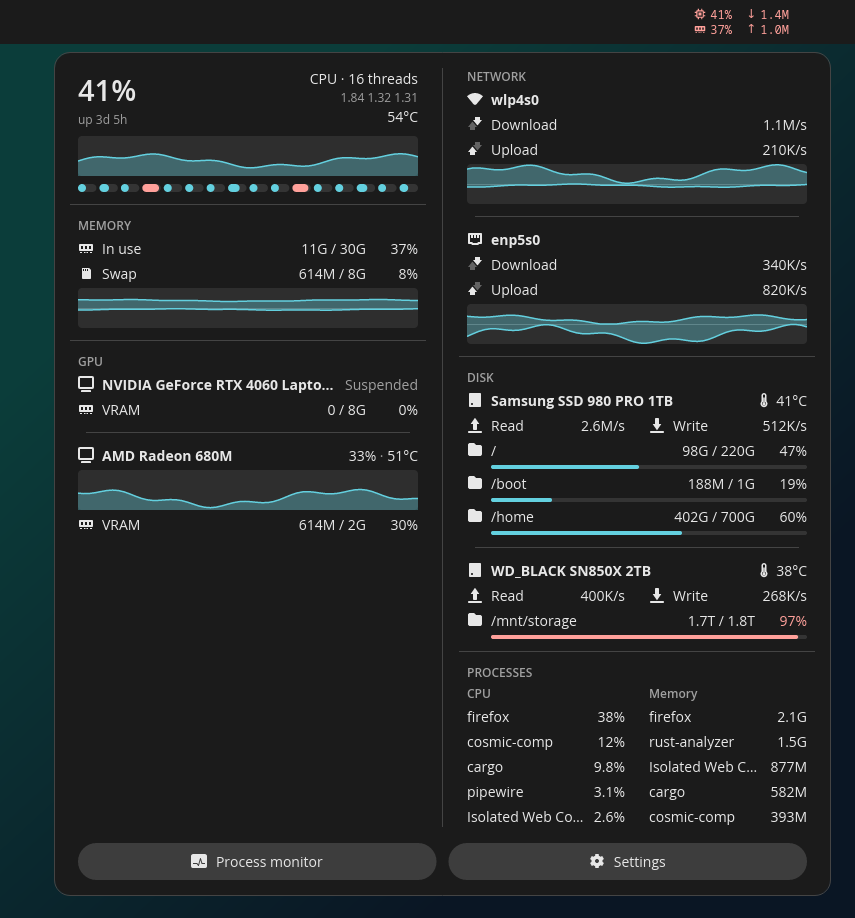 41% ↓ 1.4M
37% ↑ 1.0M
41%
CPU · 16 threads
1.84 1.32 1.31
up 3d 5h
54°C
MEMORY
In use 11G / 30G 37%
Swap 614M / 8G 8%
GPU
NVIDIA GeForce RTX 4060 Lapto... Suspended
VRAM 0 / 8G 0%
AMD Radeon 680M 33% · 51°C
VRAM 614M / 2G 30%
NETWORK
wlp4s0
Download 1.1M/s
Upload 210K/s
enp5s0
Download 340K/s
Upload 820K/s
DISK
Samsung SSD 980 PRO 1TB 41°C
Read 2.6M/s Write 512K/s
/ 98G / 220G 47%
/boot 188M / 1G 19%
/home 402G / 700G 60%
WD_BLACK SN850X 2TB 38°C
Read 400K/s Write 268K/s
/mnt/storage 1.7T / 1.8T 97%
PROCESSES
CPU Memory
firefox 38% firefox 2.1G
cosmic-comp 12% rust-analyzer 1.5G
cargo 9.8% Isolated Web C... 877M
pipewire 3.1% cargo 582M
Isolated Web Co... 2.6% cosmic-comp 393M
Process monitor Settings